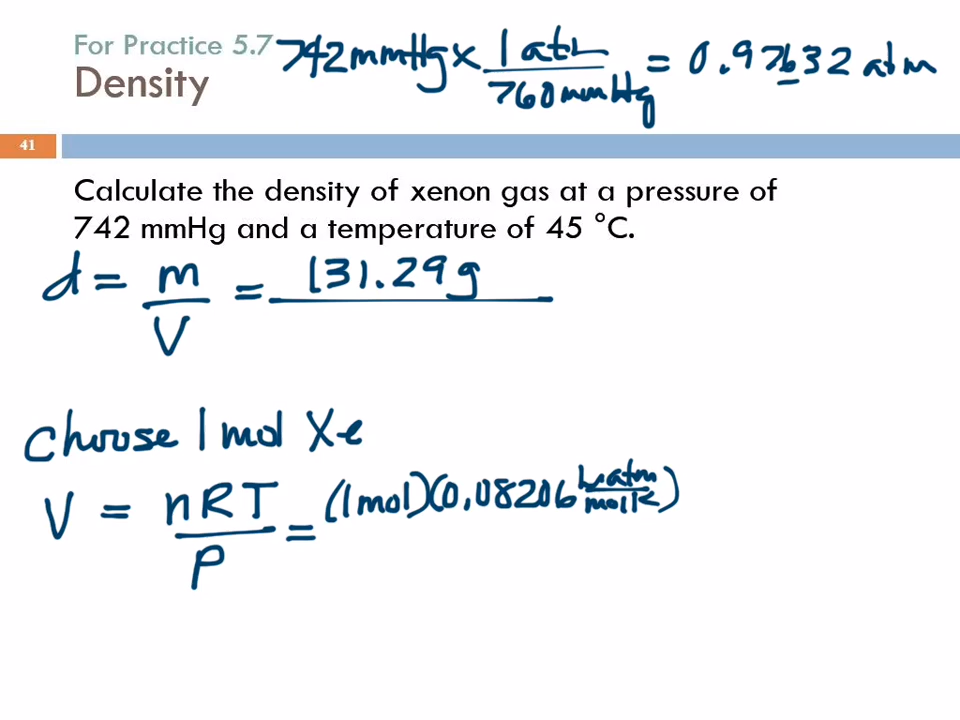 For Practice 5.7
Density
742 mmHg x 1 atm / 760 mmHg = 0.97632 atm
41
Calculate the density of xenon gas at a pressure of
742 mmHg and a temperature of 45 °C.
d = m / V = 131.29 g
Choose 1 mol Xe
V = nRT / P = (1 mol)(0.08206 L·atm / mol K)